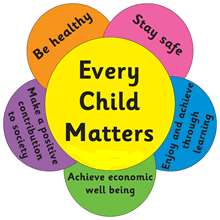 Every
Child
Matters
Be healthy
Stay safe
Enjoy and achieve
through
learning
Achieve economic
well being
Make a positive
contribution
to society